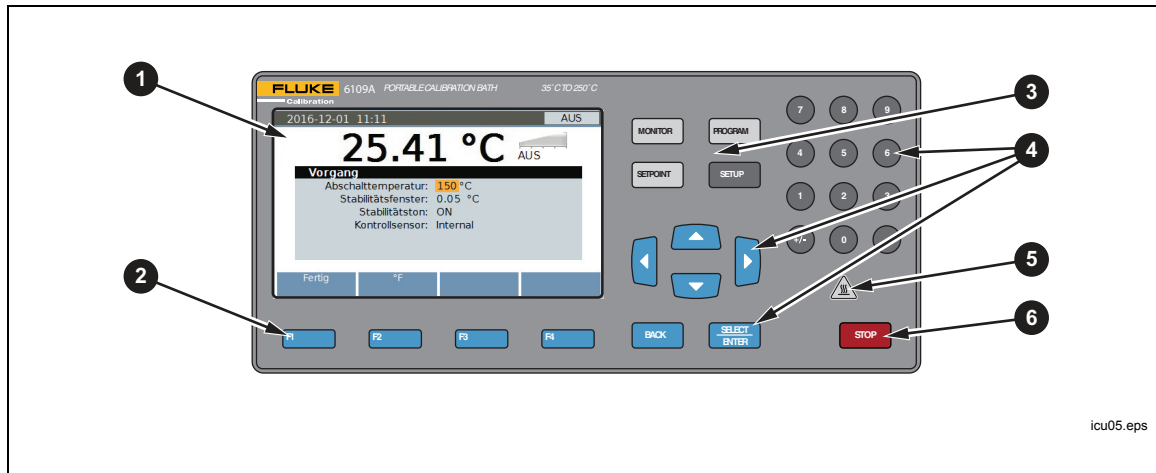 1
FLUKE 6109A PORTABLE CALIBRATION BATH 35°C TO 250°C
Calibration
2016-12-01 11:11 AUS
25.41 °C AUS
Vorgang
Abschalttemperatur: 150 °C
Stabilitätsfenster: 0.05 °C
Stabilitätston: ON
Kontrollsensor: Internal
Fertig °F
2
F1 F2 F3 F4
MONITOR PROGRAM
SETPOINT SETUP
BACK SELECT
ENTER
7 8 9
4 5 6
1 2 3
+/- 0
STOP
3
4
5
6
icu05.eps